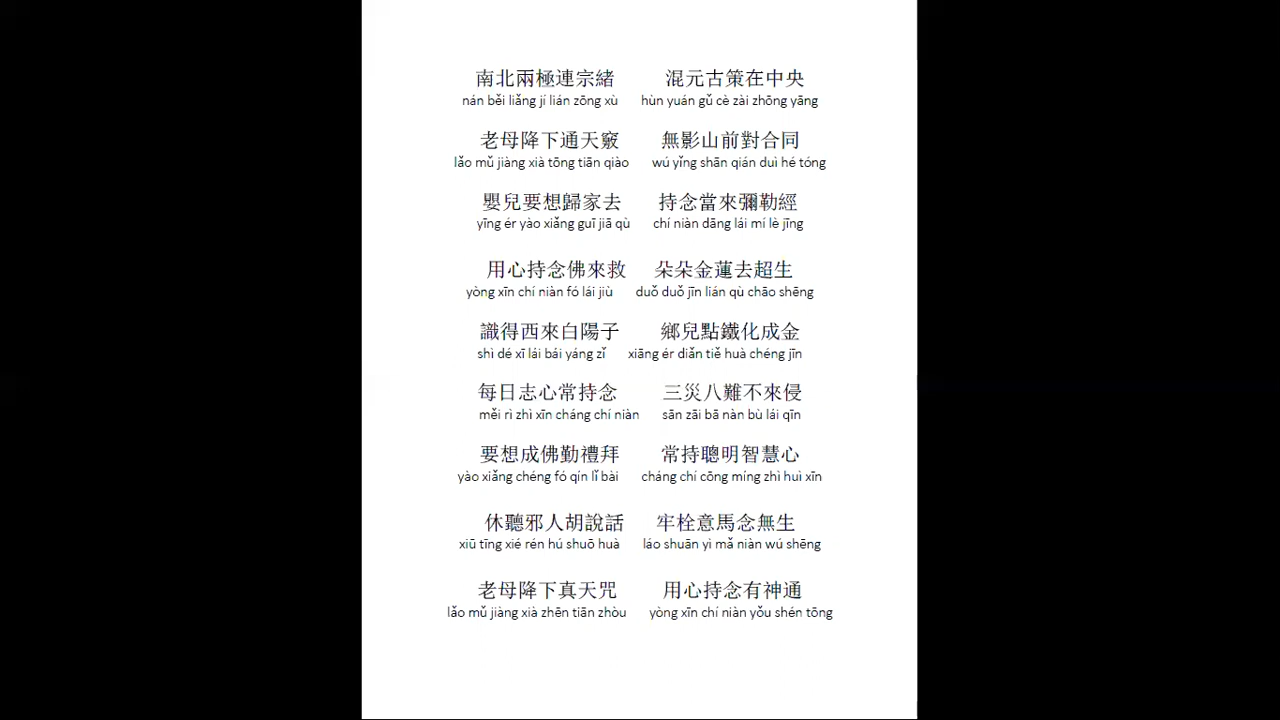 南北兩極連宗緒 混元古策在中央
nán běi liǎng jí lián zōng xù hùn yuán gǔ cè zài zhōng yāng
老母降下通天竅 無影山前對合同
lǎo mǔ jiàng xià tōng tiān qiào wú yǐng shān qián duì hé tóng
嬰兒要想歸家去 持念當來彌勒經
yīng ér yào xiǎng guī jiā qù chí niàn dāng lái mí lè jīng
用心持念佛來救 朵朵金蓮去超生
yòng xīn chí niàn fó lái jiù duǒ duǒ jīn lián qù chāo shēng
識得西來白陽子 鄉兒點鐵化成金
shì dé xī lái bái yáng zǐ xiāng ér diǎn tiě huà chéng jīn
每日志心常持念 三災八難不來侵
měi rì zhì xīn cháng chí niàn sān zāi bā nàn bù lái qīn
要想成佛勤禮拜 常持聰明智慧心
yào xiǎng chéng fó qín lǐ bài cháng chí cōng míng zhì huì xīn
休聽邪人胡說話 牢栓意馬念無生
xiū tīng xié rén hú shuō huà láo shuān yì mǎ niàn wú shēng
老母降下真天咒 用心持念有神通
lǎo mǔ jiàng xià zhēn tiān zhòu yòng xīn chí niàn yǒu shén tōng